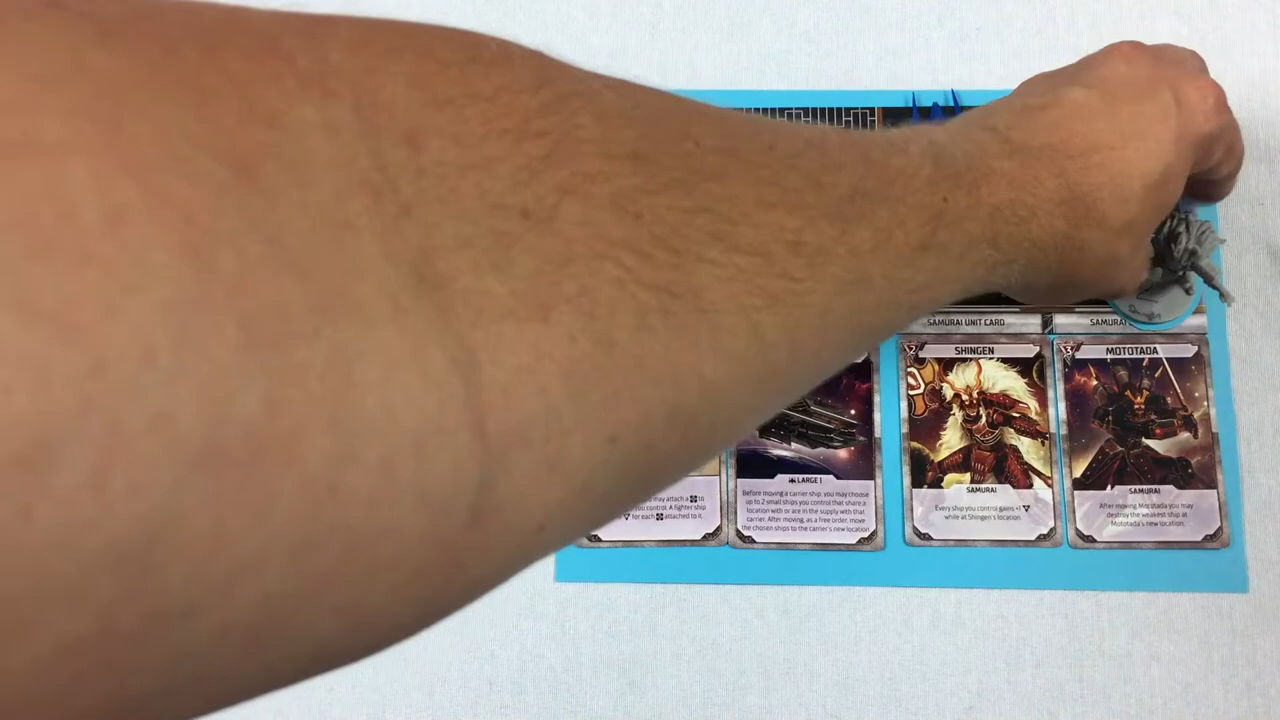 SAMURAI UNIT CARD
SAMURAI
2
SHINGEN
3
MOTOTADA
may attach a to
you control. A fighter ship
for each attached to it.
LARGE 1
Before moving a carrier ship, you may choose
up to 2 small ships you control that share a
location with or are in the supply with that
carrier. After moving, as a free order, move
the chosen ships to the carrier's new location.
SAMURAI
Every ship you control gains +1
while at Shingen's location.
SAMURAI
After moving Mototada you may
destroy the weakest ship at
Mototada's new location.